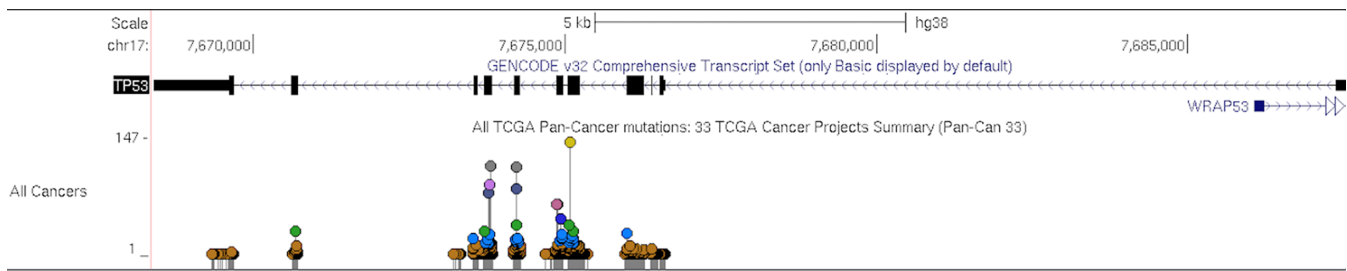 Scale 5 kb hg38
chr17: 7,670,000 7,675,000 7,680,000 7,685,000
GENCODE v32 Comprehensive Transcript Set (only Basic displayed by default)
TP53
WRAP53
All TCGA Pan-Cancer mutations: 33 TCGA Cancer Projects Summary (Pan-Can 33)
147 -
All Cancers
1 _